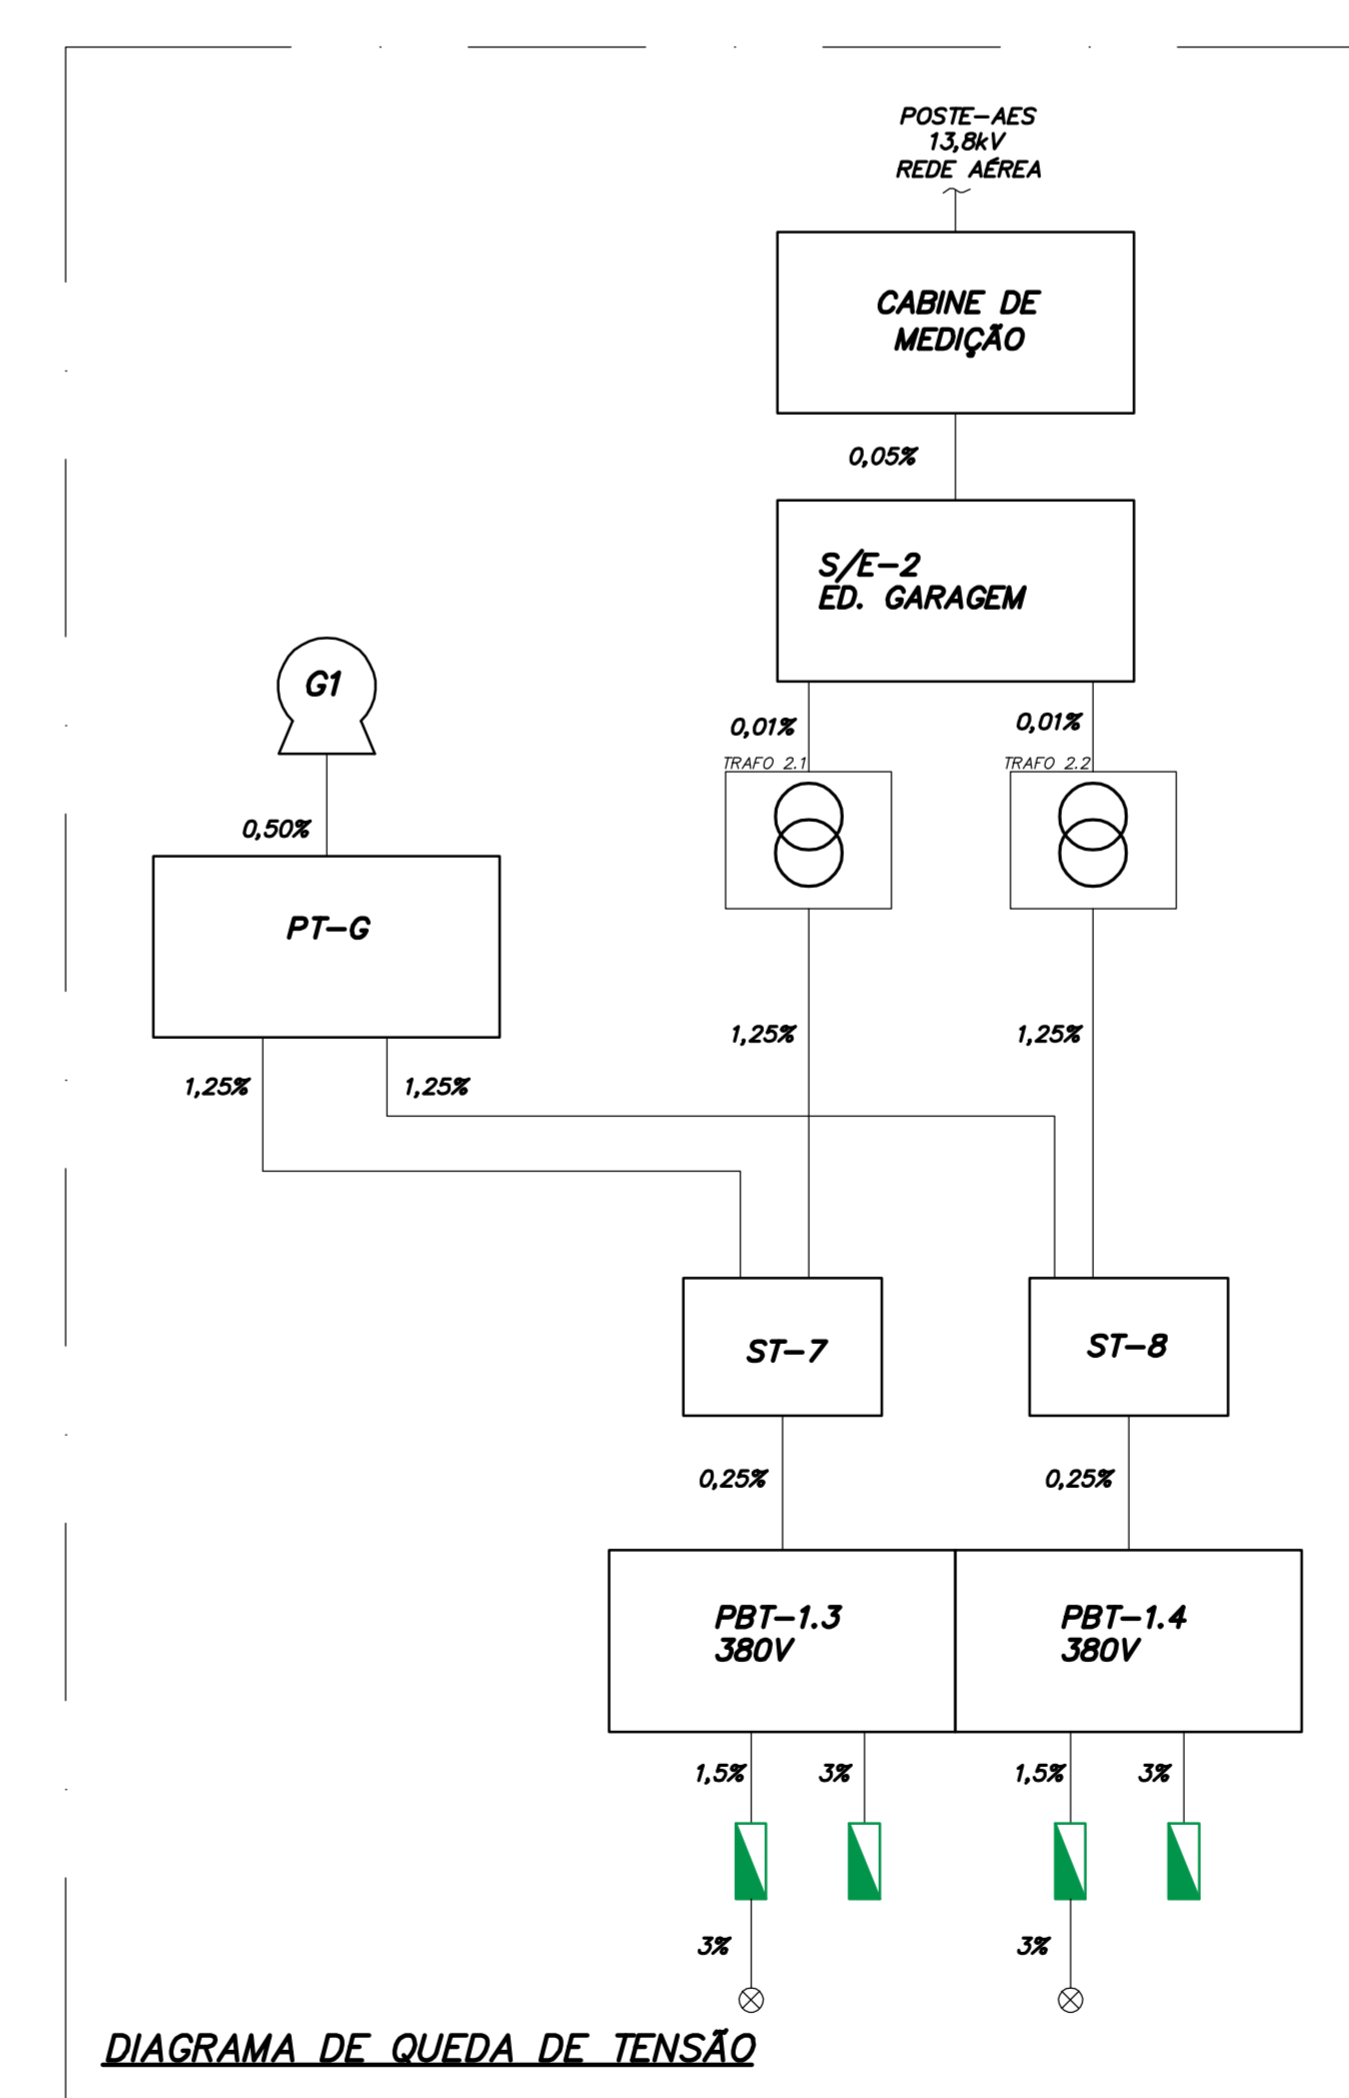 POSTE-AES
13,8kV
REDE AÉREA
CABINE DE
MEDIÇÃO
0,05%
S/E-2
ED. GARAGEM
G1
0,01%
0,01%
TRAFO 2.1
TRAFO 2.2
0,50%
PT-G
1,25%
1,25%
1,25%
1,25%
ST-7
ST-8
0,25%
0,25%
PBT-1.3
380V
PBT-1.4
380V
1,5%
3%
1,5%
3%
3%
3%
DIAGRAMA DE QUEDA DE TENSÃO